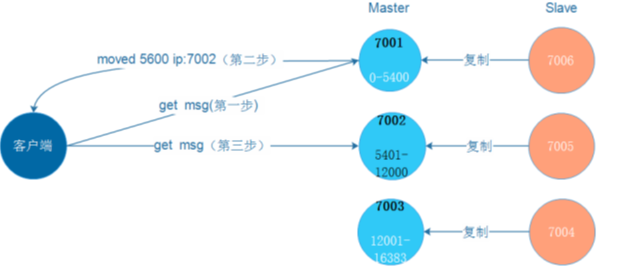 Master
Slave
7001
0-5400
复制
7006
moved 5600 ip:7002（第二步）
get msg(第一步)
客户端
get msg（第三步）
7002
5401-
12000
复制
7005
7003
12001-
16383
复制
7004